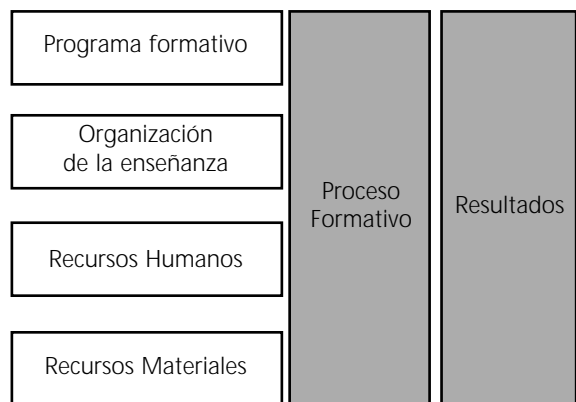 Programa formativo
Organización
de la enseñanza
Recursos Humanos
Recursos Materiales
Proceso
Formativo
Resultados